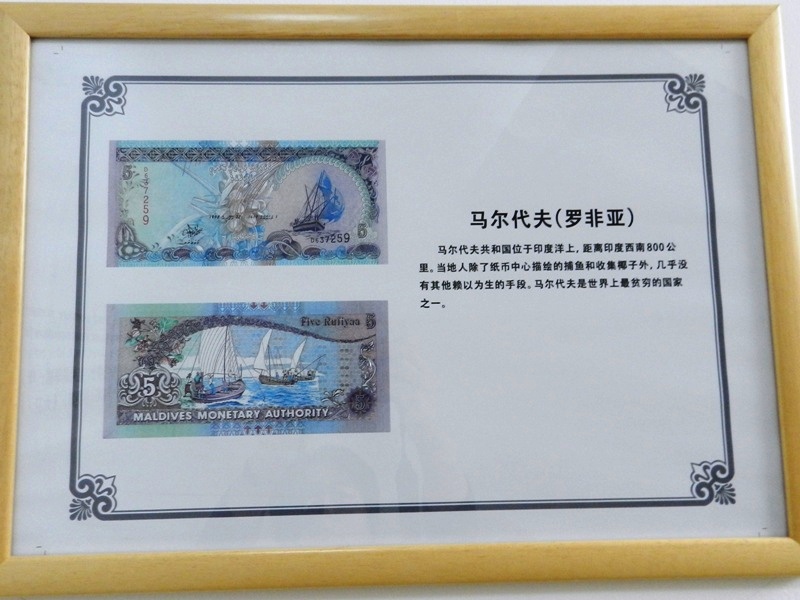 5
D637259
D637259
5
马尔代夫(罗非亚)
马尔代夫共和国位于印度洋上，距离印度西南800公
里。当地人除了纸币中心描绘的捕鱼和收集椰子外，几乎没
有其他赖以为生的手段。马尔代夫是世界上最贫穷的国家
之一。
Five Rufiyaa 5
5
MALDIVES MONETARY AUTHORITY